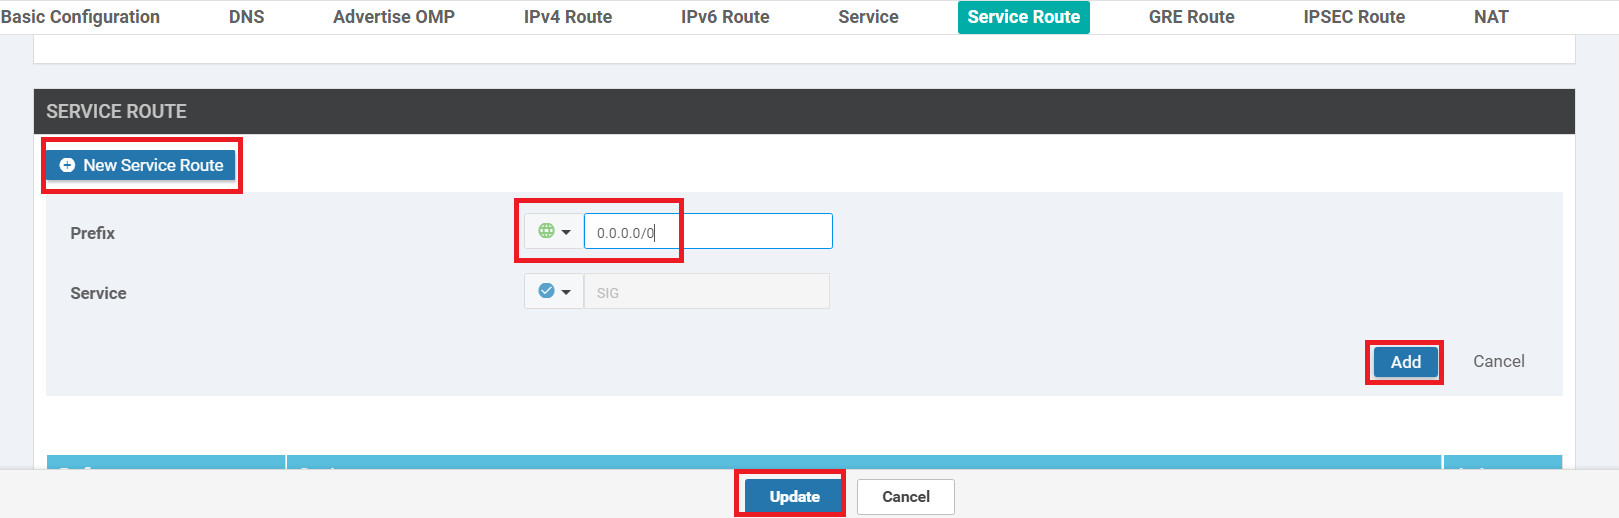 Basic Configuration DNS Advertise OMP IPv4 Route IPv6 Route Service Service Route GRE Route IPSEC Route NAT
SERVICE ROUTE
New Service Route
Prefix 0.0.0.0/0
Service SIG
Add Cancel
Update Cancel